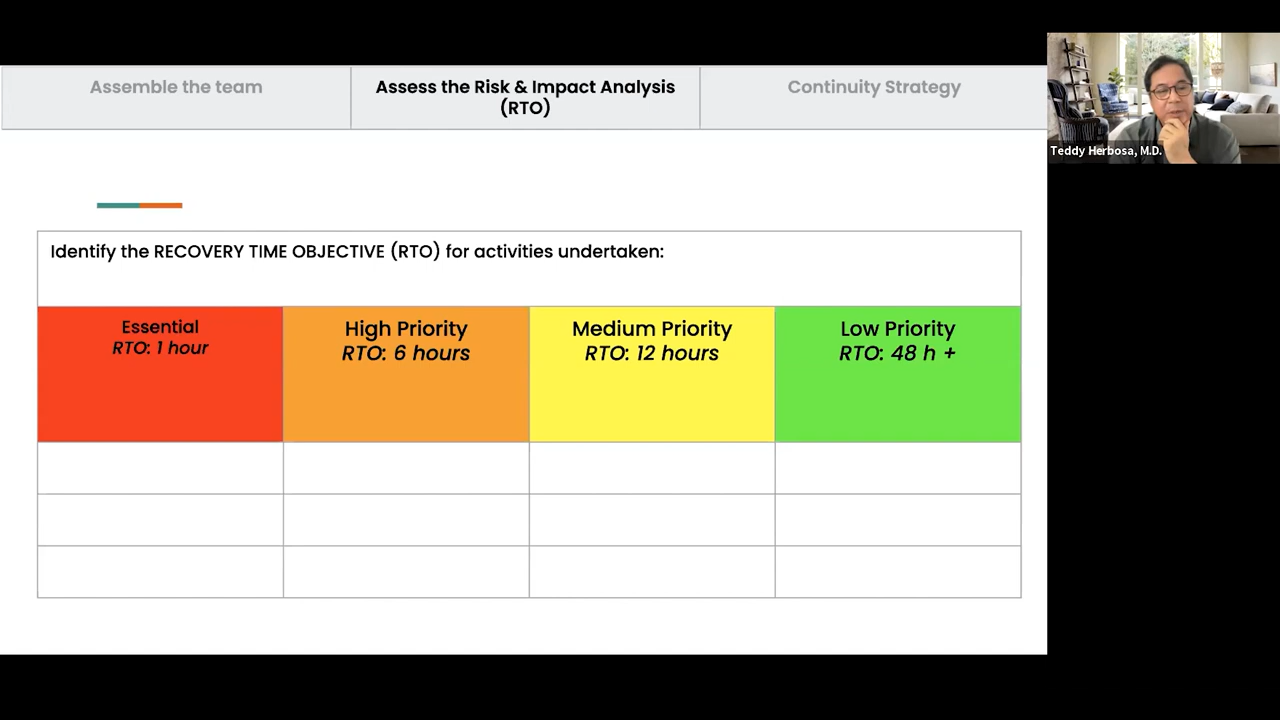 Assemble the team
Assess the Risk & Impact Analysis
(RTO)
Continuity Strategy
Teddy Herbosa, M.D.
Identify the RECOVERY TIME OBJECTIVE (RTO) for activities undertaken:
Essential
RTO: 1 hour
High Priority
RTO: 6 hours
Medium Priority
RTO: 12 hours
Low Priority
RTO: 48 h +